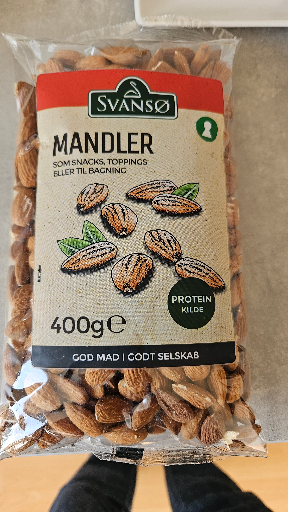 SVANSØ
MANDLER
SOM SNACKS, TOPPINGS
ELLER TIL BAGNING
PROTEIN
KILDE
400g℮
GOD MAD I GODT SELSKAB